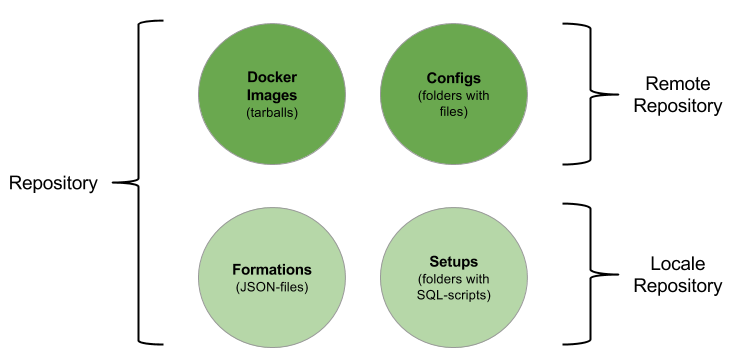 Docker
Images
(tarballs)
Configs
(folders with
files)
Remote
Repository
Repository
Formations
(JSON-files)
Setups
(folders with
SQL-scripts)
Locale
Repository